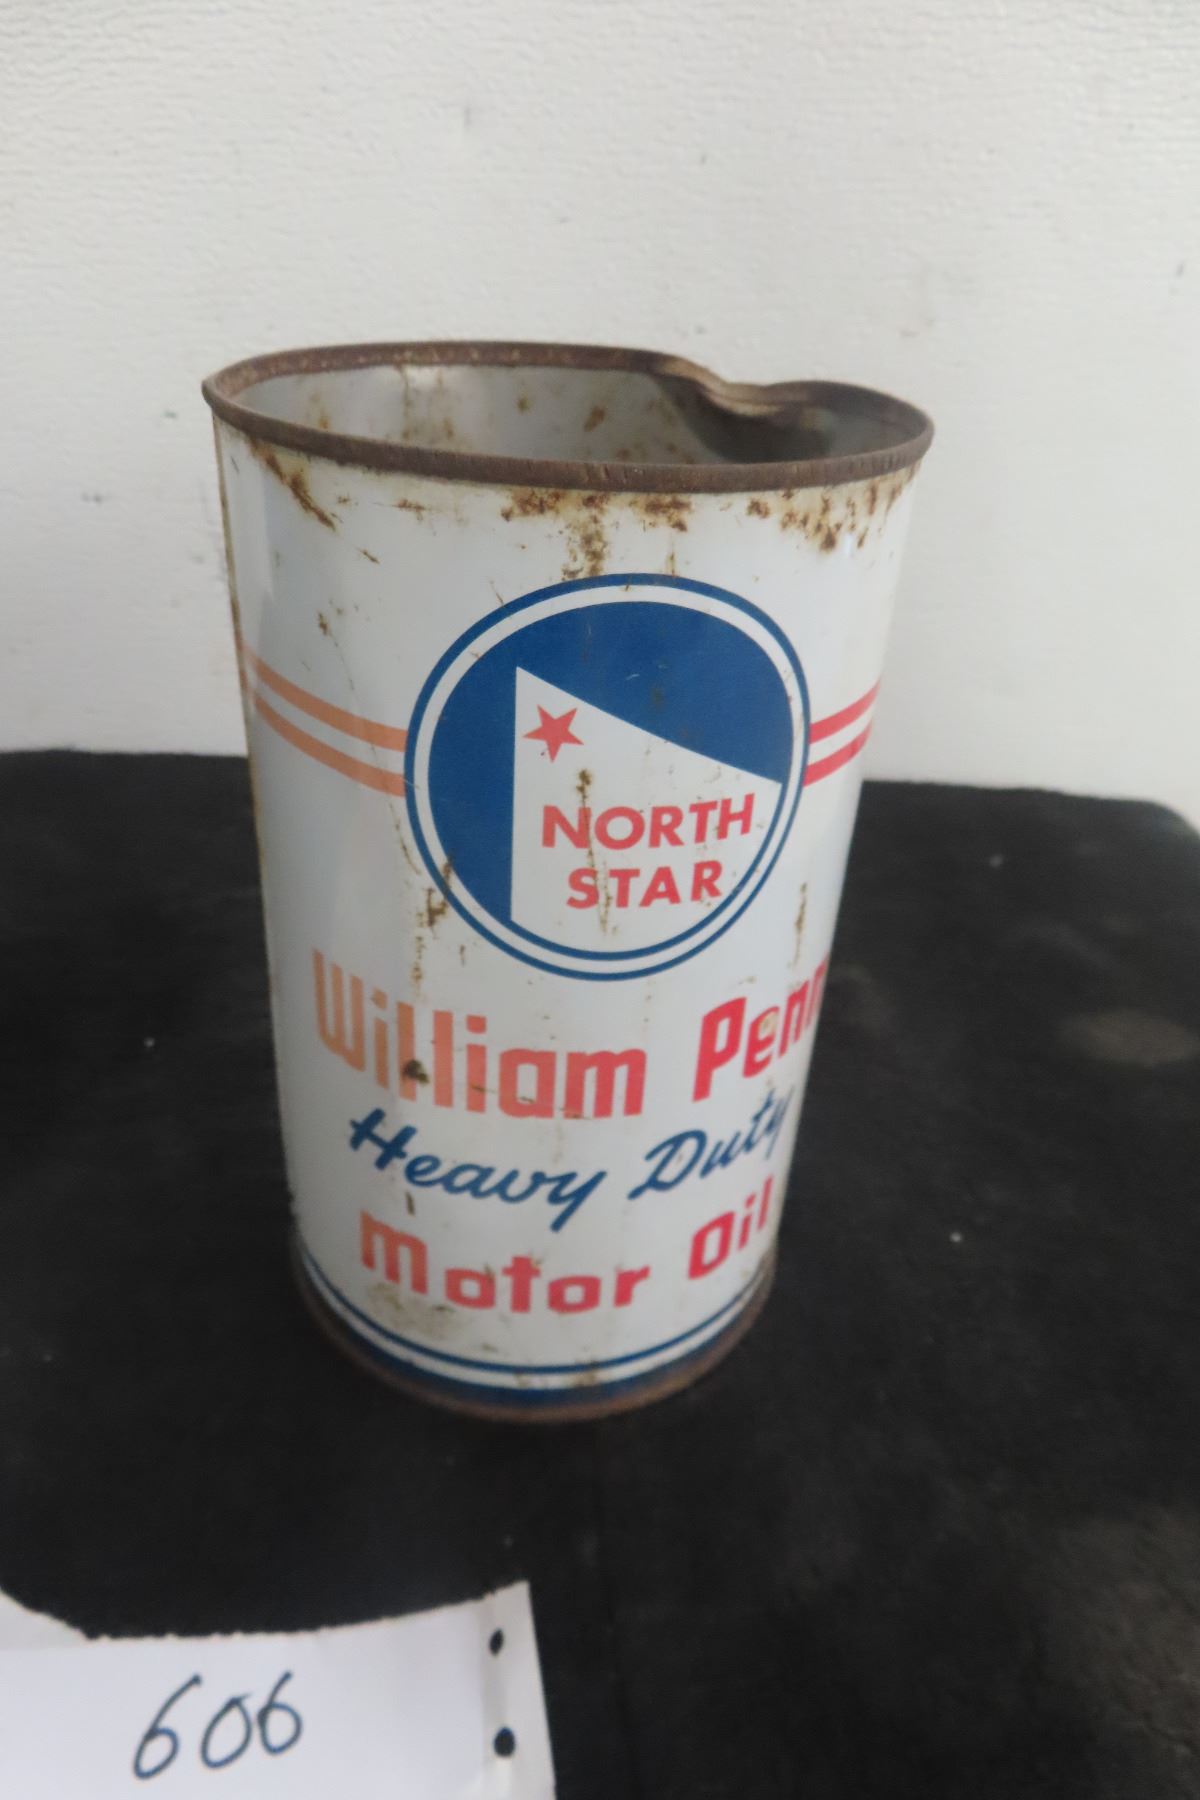 NORTH
STAR
William Penn
Heavy Duty
Motor Oil
606